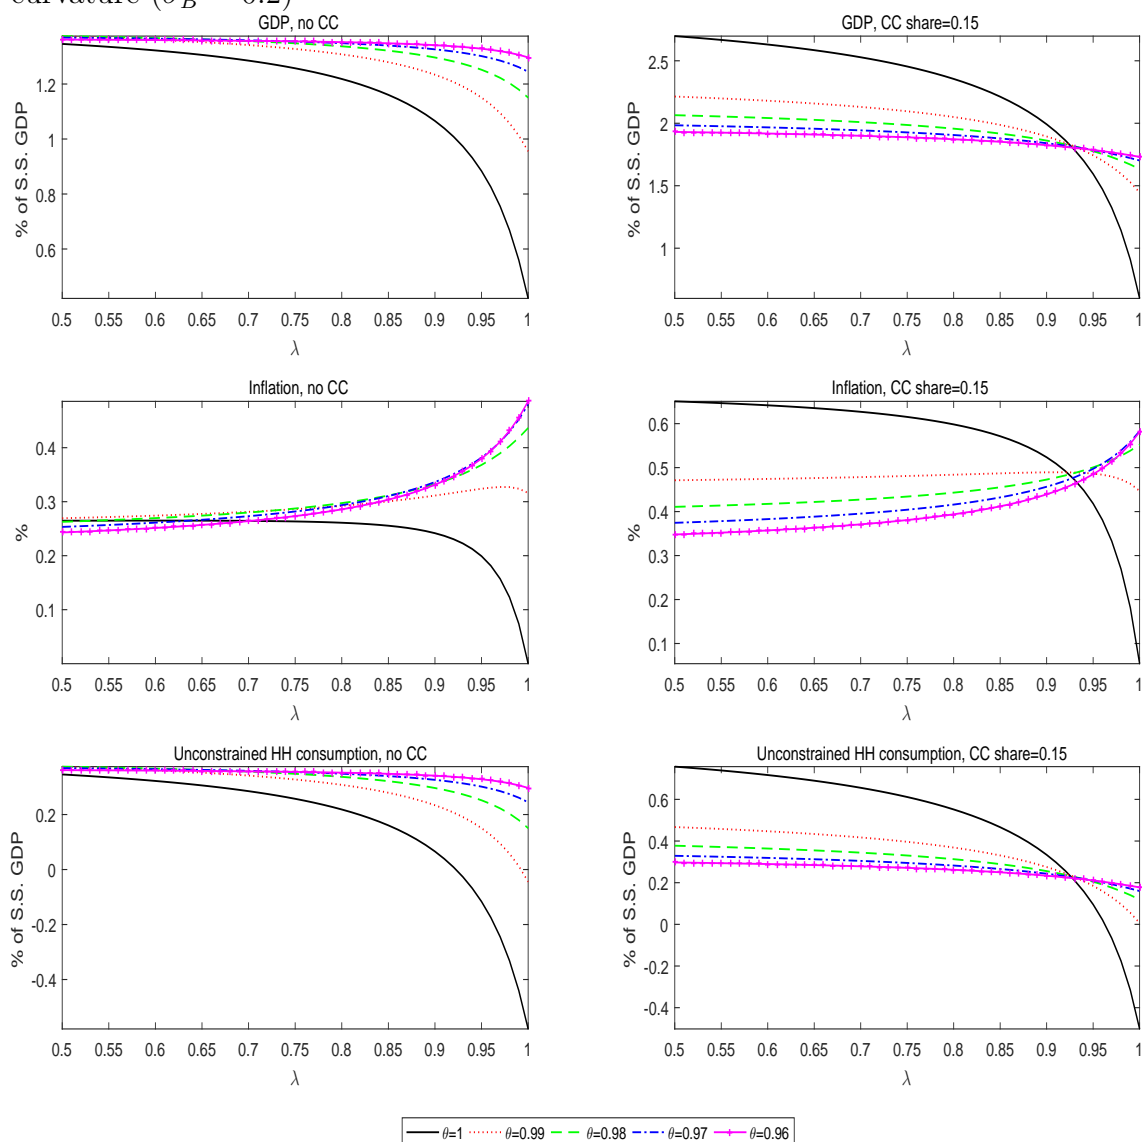 GDP, no CC
% of S.S. GDP
1.2
1
0.8
0.6
0.5 0.55 0.6 0.65 0.7 0.75 0.8 0.85 0.9 0.95 1
λ
GDP, CC share=0.15
% of S.S. GDP
2.5
2
1.5
1
0.5 0.55 0.6 0.65 0.7 0.75 0.8 0.85 0.9 0.95 1
λ
Inflation, no CC
%
0.4
0.3
0.2
0.1
0.5 0.55 0.6 0.65 0.7 0.75 0.8 0.85 0.9 0.95 1
λ
Inflation, CC share=0.15
%
0.6
0.5
0.4
0.3
0.2
0.1
0.5 0.55 0.6 0.65 0.7 0.75 0.8 0.85 0.9 0.95 1
λ
Unconstrained HH consumption, no CC
% of S.S. GDP
0.2
0
-0.2
-0.4
0.5 0.55 0.6 0.65 0.7 0.75 0.8 0.85 0.9 0.95 1
λ
Unconstrained HH consumption, CC share=0.15
% of S.S. GDP
0.6
0.4
0.2
0
-0.2
-0.4
0.5 0.55 0.6 0.65 0.7 0.75 0.8 0.85 0.9 0.95 1
λ
θ=1 θ=0.99 θ=0.98 θ=0.97 θ=0.96